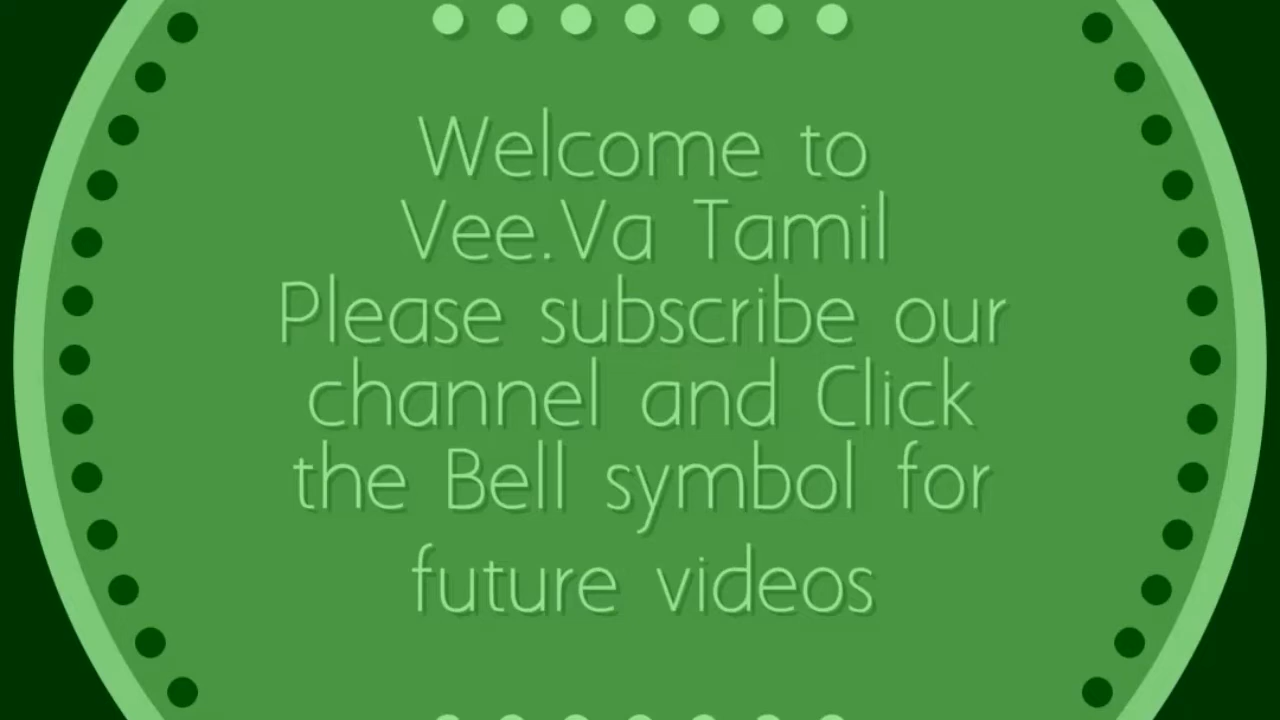 Welcome to
Vee.Va Tamil
Please subscribe our
channel and Click
the Bell symbol for
future videos